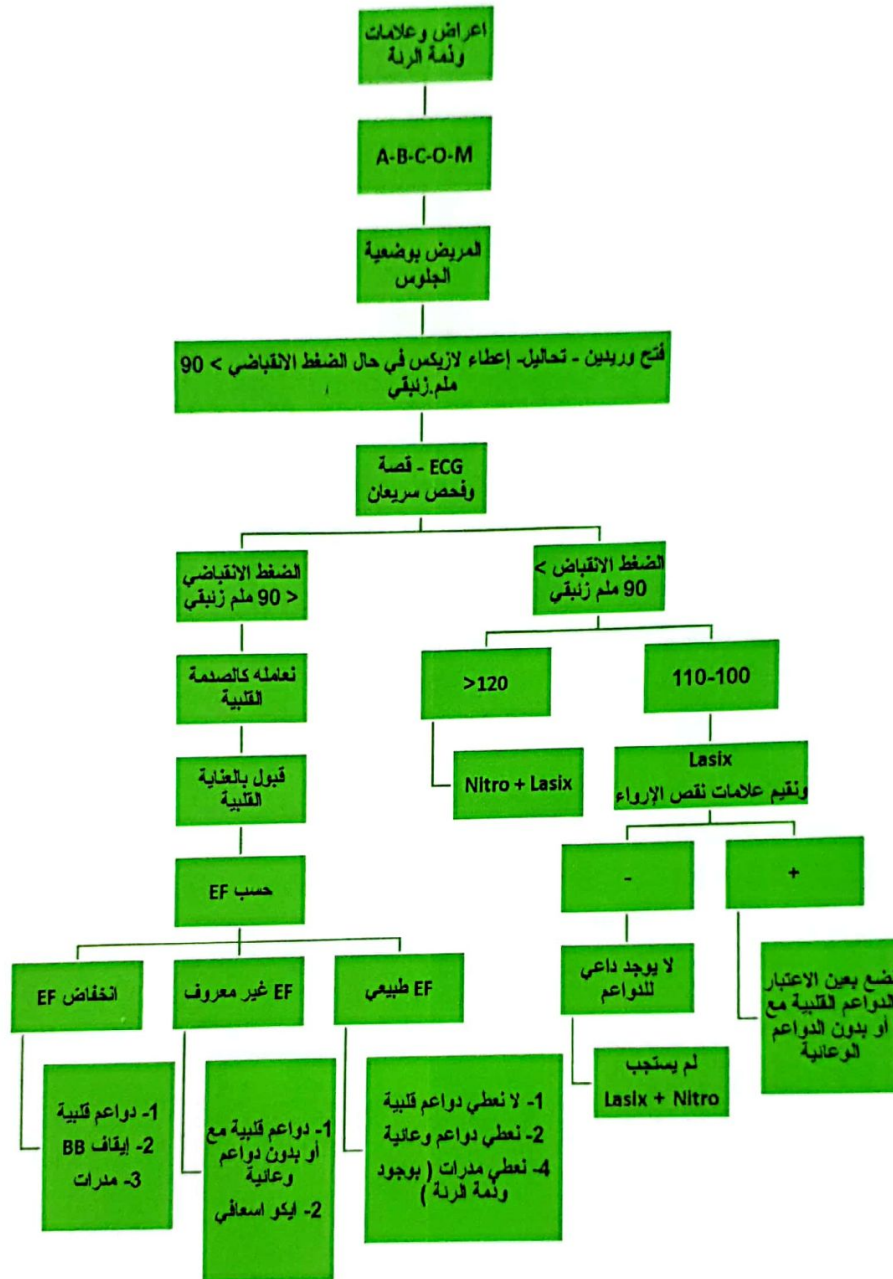 اعراض وعلامات
وذمة الرئة
A-B-C-O-M
المريض بوضعية
الجلوس
فتح وريدين - تحاليل- إعطاء لازيكس في حال الضغط الانقباضي > 90
ملم.زئبقي
ECG - قصة
وفحص سريعان
الضغط الانقباضي
< 90 ملم زئبقي
الضغط الانقباض >
90 ملم زئبقي
نعامله كالصدمة
القلبية
>120
110-100
قبول بالعناية
القلبية
Nitro + Lasix
Lasix
ونقيم علامات نقص الإرواء
حسب EF
-
+
انخفاض EF
EF غير معروف
EF طبيعي
لا يوجد داعي
للدواعم
ضع بعين الاعتبار
الدواعم القلبية مع
أو بدون الدواعم
الوعائية
1- دواعم قلبية
2- إيقاف BB
3- مدرات
1- دواعم قلبية مع
أو بدون دواعم
وعائية
2- ايكو اسعافي
1- لا نعطي دواعم قلبية
2- نعطي دواعم وعائية
4- نعطي مدرات ( بوجود
وذمة الرئة )
لم يستجب
Lasix + Nitro